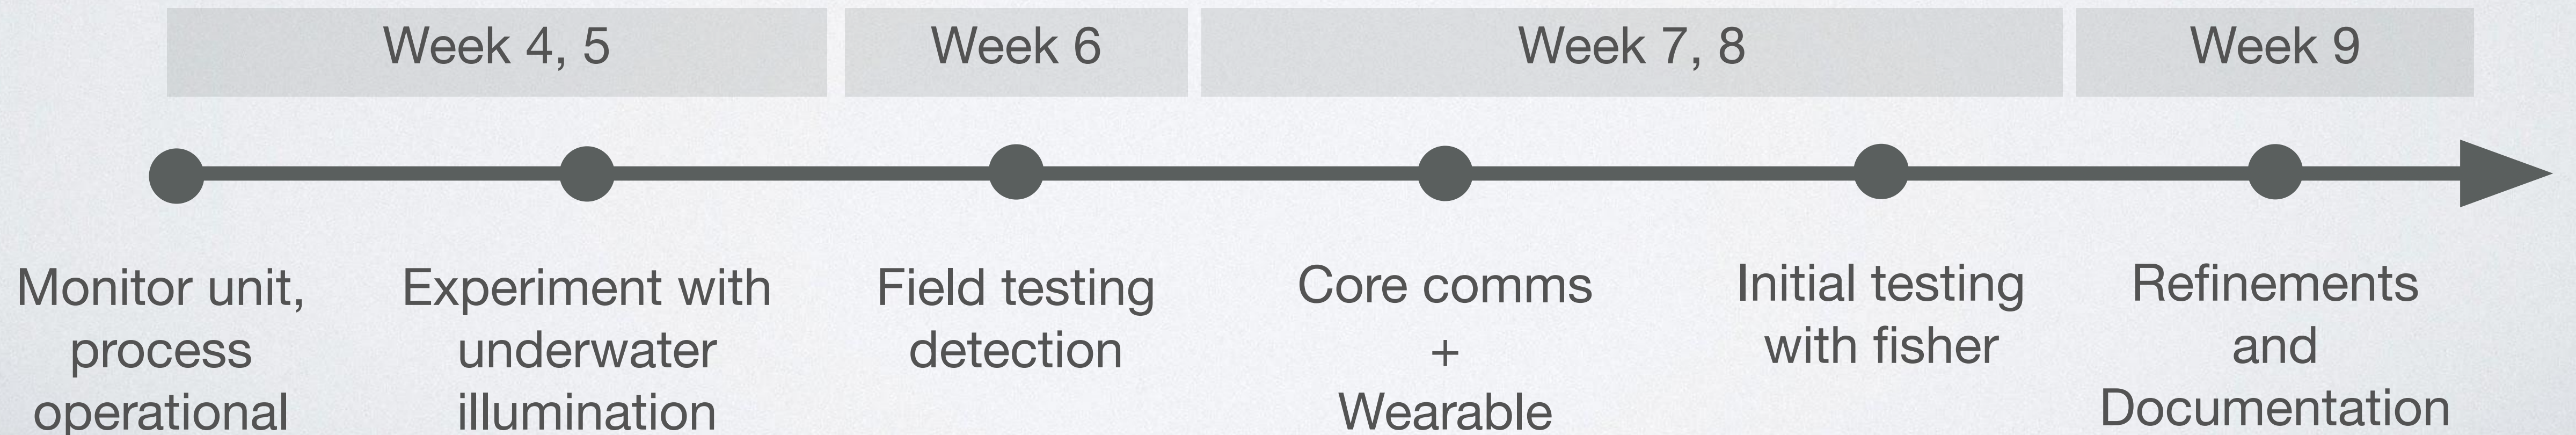 Week 4, 5
Week 6
Week 7, 8
Week 9
Monitor unit,
process
operational
Experiment with
underwater
illumination
Field testing
detection
Core comms
+
Wearable
Initial testing
with fisher
Refinements
and
Documentation